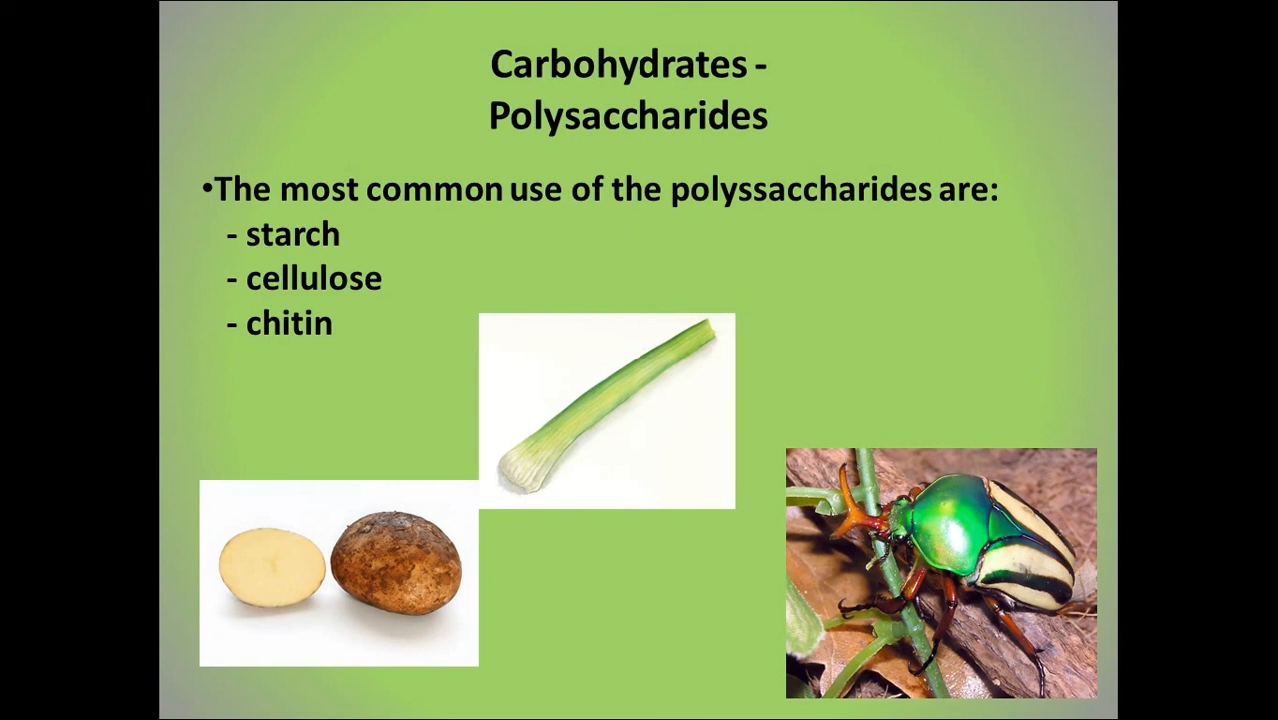 Carbohydrates -
Polysaccharides
•The most common use of the polyssaccharides are:
- starch
- cellulose
- chitin